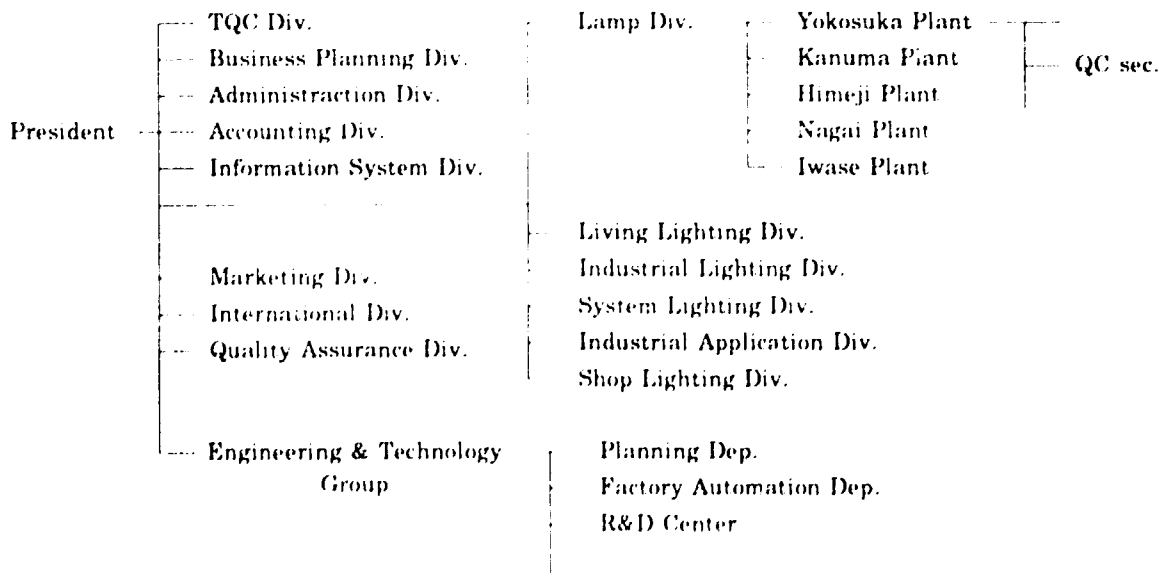 TQC Div.
Business Planning Div.
Administraction Div.
President
Accounting Div.
Information System Div.
Marketing Div.
International Div.
Quality Assurance Div.
Engineering & Technology
Group
Lamp Div.
Living Lighting Div.
Industrial Lighting Div.
System Lighting Div.
Industrial Application Div.
Shop Lighting Div.
Yokosuka Plant
Kanuma Plant
Himeji Plant
Nagai Plant
Iwase Plant
QC sec.
Planning Dep.
Factory Automation Dep.
R&D Center